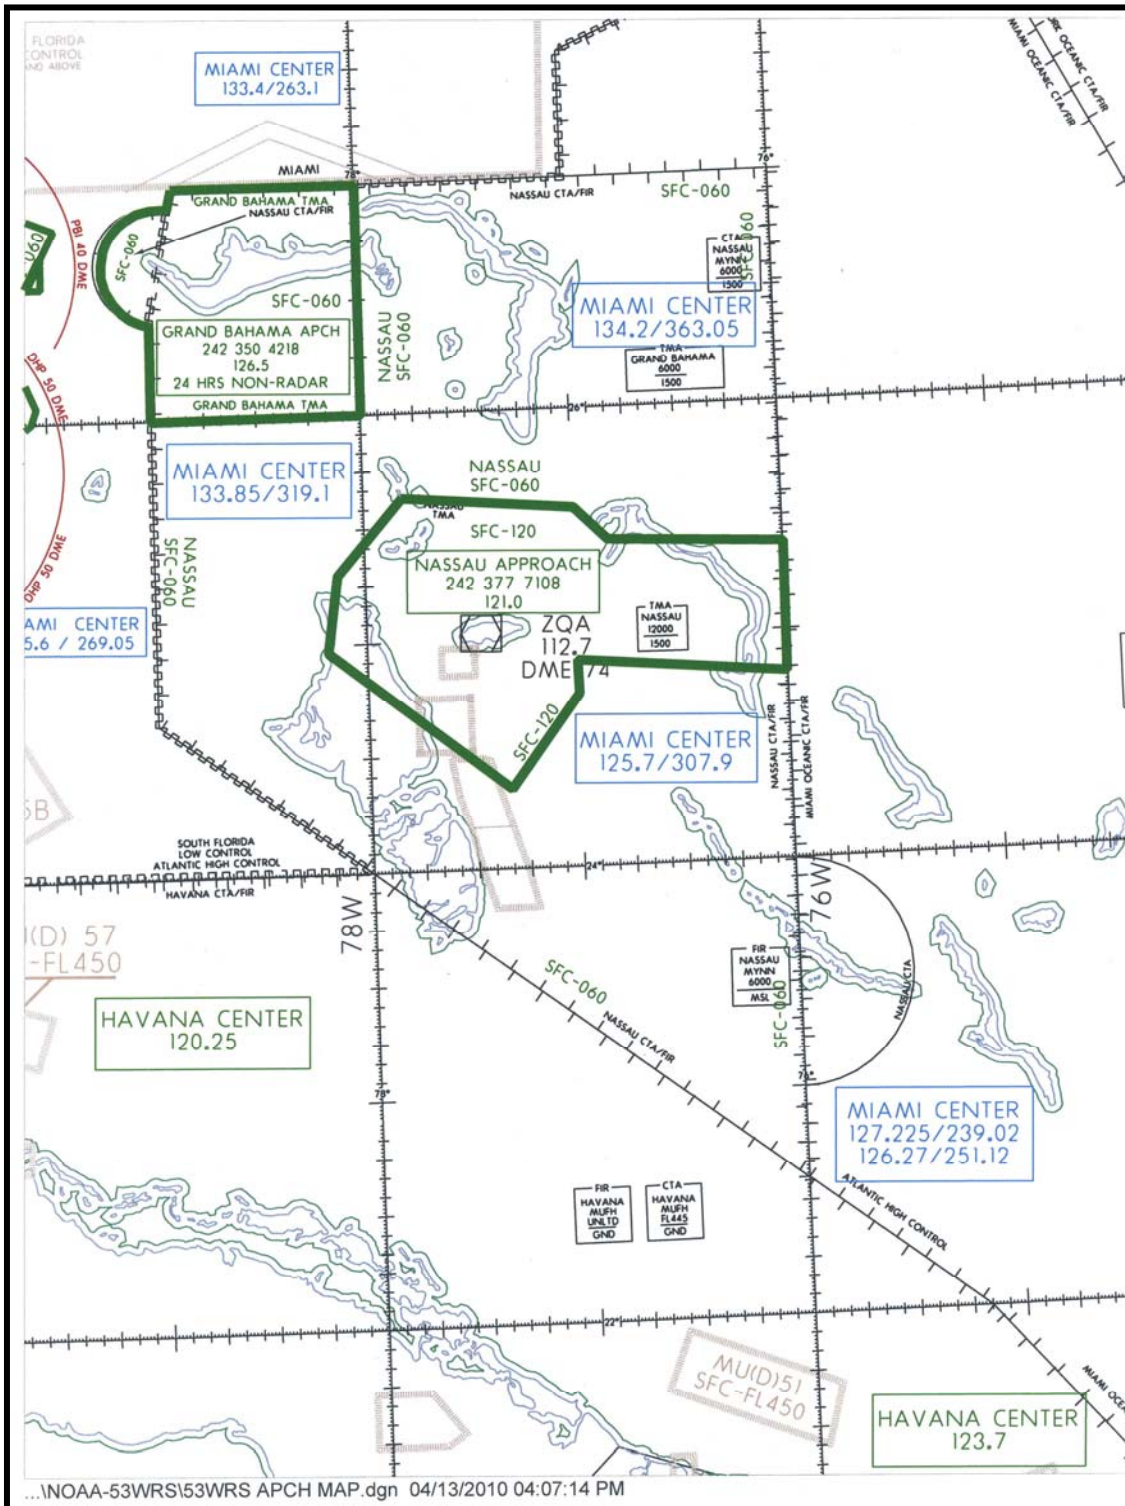 FLORIDA
CONTROL
AND ABOVE
MIAMI CENTER
133.4/263.1
MIAMI OCEANIC CTA/FIR
MIAMI
78°
76°
NASSAU CTA/FIR
SFC-060
GRAND BAHAMA TMA
NASSAU CTA/FIR
SFC-060
PBI 40 DME
SFC-060
CTA
NASSAU
MYNN
6000
1500
SFC-060
MIAMI CENTER
134.2/363.05
GRAND BAHAMA APCH
242 350 4218
126.5
24 HRS NON-RADAR
GRAND BAHAMA TMA
NASSAU
SFC-060
TMA
GRAND BAHAMA
6000
1500
DHP 50 DME
26°
MIAMI CENTER
133.85/319.1
NASSAU
SFC-060
NASSAU
TMA
SFC-120
NASSAU APPROACH
242 377 7108
121.0
NASSAU
SFC-060
DHP 50 DME
AMI CENTER
5.6 / 269.05
ZQA
112.7
DME 74
TMA
NASSAU
12000
1500
SFC-120
MIAMI CENTER
125.7/307.9
NASSAU CTA/FIR
MIAMI OCEANIC CTA/FIR
SOUTH FLORIDA
LOW CONTROL
ATLANTIC HIGH CONTROL
HAVANA CTA/FIR
24°
78W
76W
(D) 57
-FL450
SFC-060
NASSAU CTA/FIR
FIR
NASSAU
MYNN
6000
MSL
SFC-060
NASSAU CTA
HAVANA CENTER
120.25
78°
76°
MIAMI CENTER
127.225/239.02
126.27/251.12
FIR
HAVANA
MUFH
UNLTD
GND
CTA
HAVANA
MUFH
FL445
GND
ATLANTIC HIGH CONTROL
22°
MU(D)51
SFC-FL450
HAVANA CENTER
123.7
...\NOAA-53WRS\53WRS APCH MAP.dgn 04/13/2010 04:07:14 PM